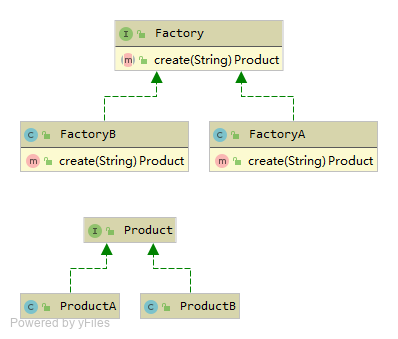 I Factory
m create(String) Product
C FactoryB
m create(String) Product
C FactoryA
m create(String) Product
I Product
C ProductA
C ProductB
Powered by yFiles